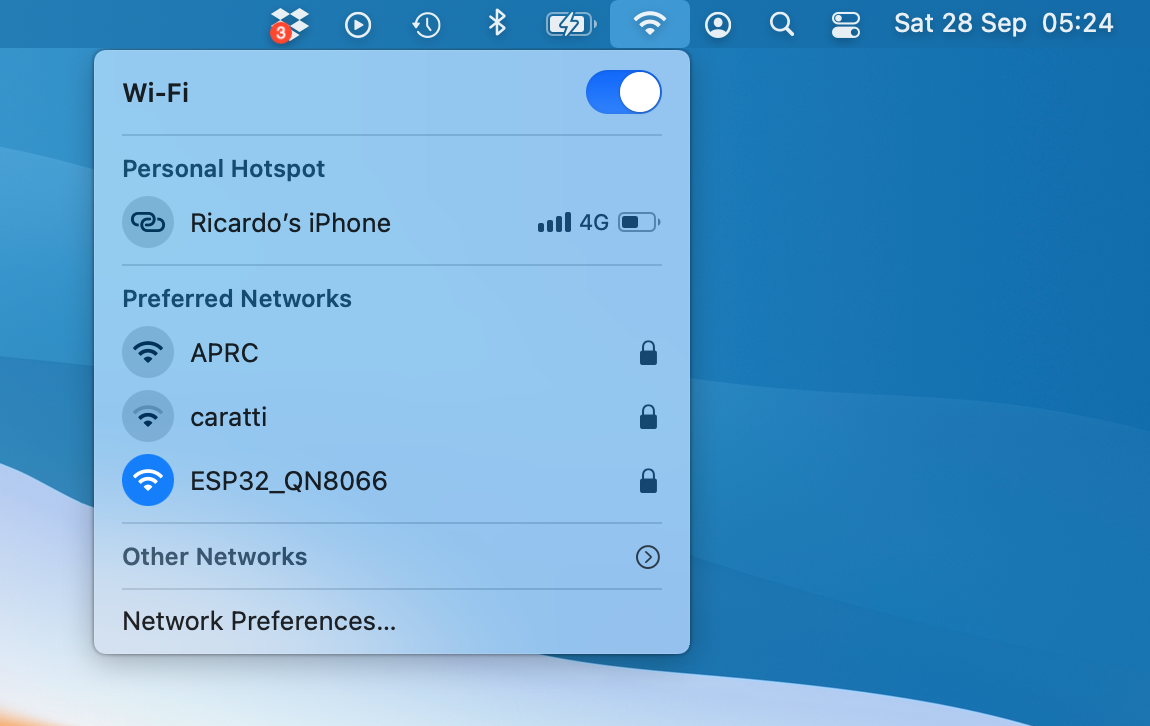 3
Sat 28 Sep 05:24
Wi-Fi
Personal Hotspot
Ricardo’s iPhone 4G
Preferred Networks
APRC
caratti
ESP32_QN8066
Other Networks
Network Preferences...